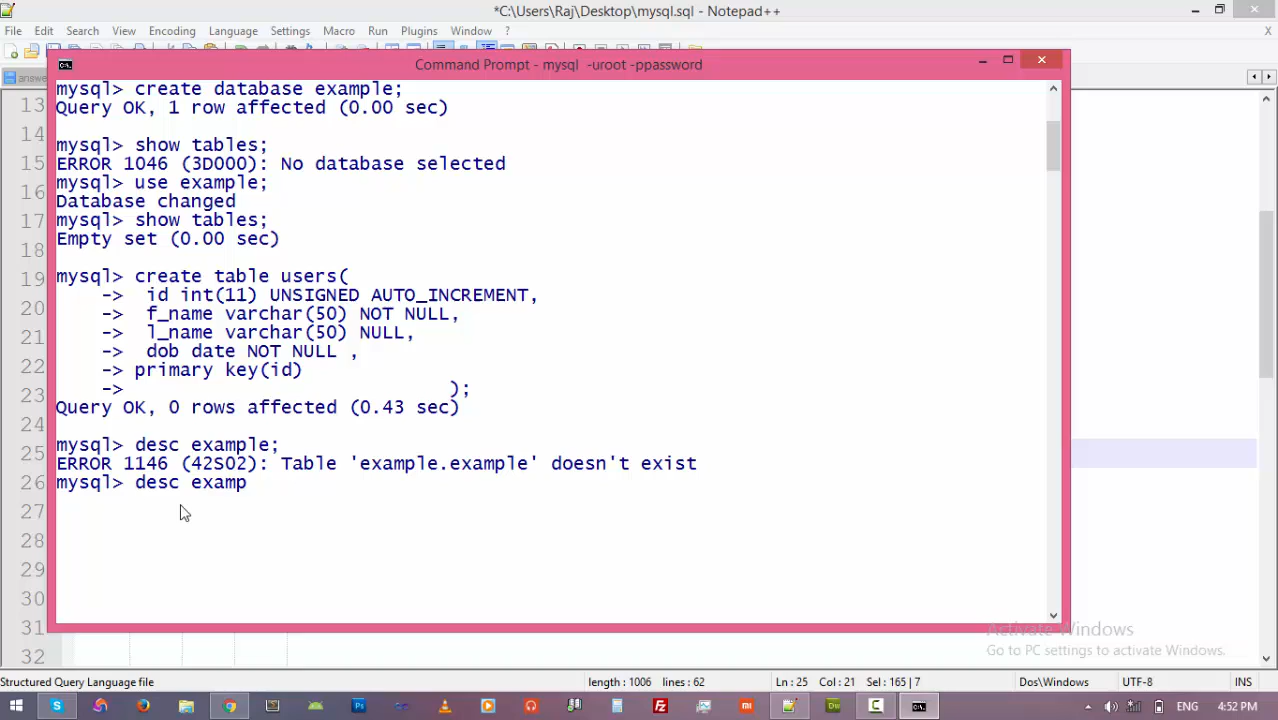 *C:\Users\Raj\Desktop\mysql.sql - Notepad++
File Edit Search View Encoding Language Settings Macro Run Plugins Window ?
Command Prompt - mysql -uroot -ppassword
answe
mysql> create database example;
Query OK, 1 row affected (0.00 sec)
mysql> show tables;
ERROR 1046 (3D000): No database selected
mysql> use example;
Database changed
mysql> show tables;
Empty set (0.00 sec)
mysql> create table users(
-> id int(11) UNSIGNED AUTO_INCREMENT,
-> f_name varchar(50) NOT NULL,
-> l_name varchar(50) NULL,
-> dob date NOT NULL ,
-> primary key(id)
-> );
Query OK, 0 rows affected (0.43 sec)
mysql> desc example;
ERROR 1146 (42S02): Table 'example.example' doesn't exist
mysql> desc examp
13
14
15
16
17
18
19
20
21
22
23
24
25
26
27
28
29
30
31
32
Activate Windows
Go to PC settings to activate Windows.
Structured Query Language file length : 1006 lines : 62 Ln : 25 Col : 21 Sel : 165 | 7 Dos\Windows UTF-8 INS
ENG 4:52 PM